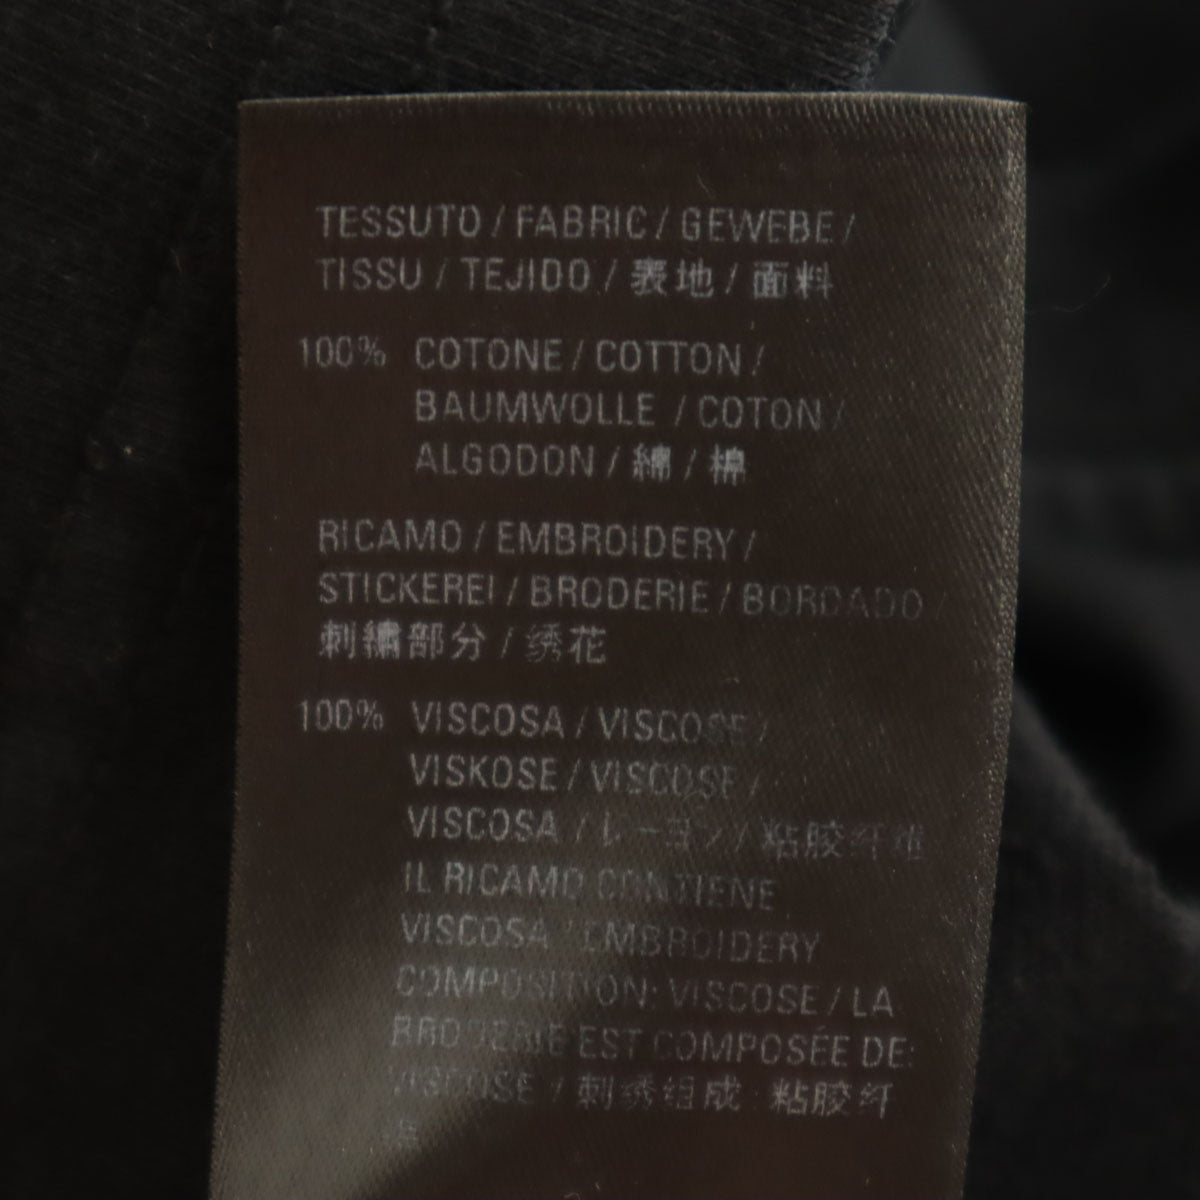 TESSUTO / FABRIC / GEWEBE /
TISSU / TEJIDO / 表地 / 面料
100% COTONE / COTTON /
BAUMWOLLE / COTON /
ALGODON / 綿 / 棉
RICAMO / EMBROIDERY /
STICKEREI / BRODERIE / BORDADO /
刺繍部分 / 绣花
100% VISCOSA / VISCOSE /
VISKOSE / VISCOSE /
VISCOSA / レーヨン / 粘胶纤维
IL RICAMO CONTIENE
VISCOSA / EMBROIDERY
COMPOSITION: VISCOSE / LA
BRODERIE EST COMPOSÉE DE:
VISCOSE / 刺绣组成: 粘胶纤
维